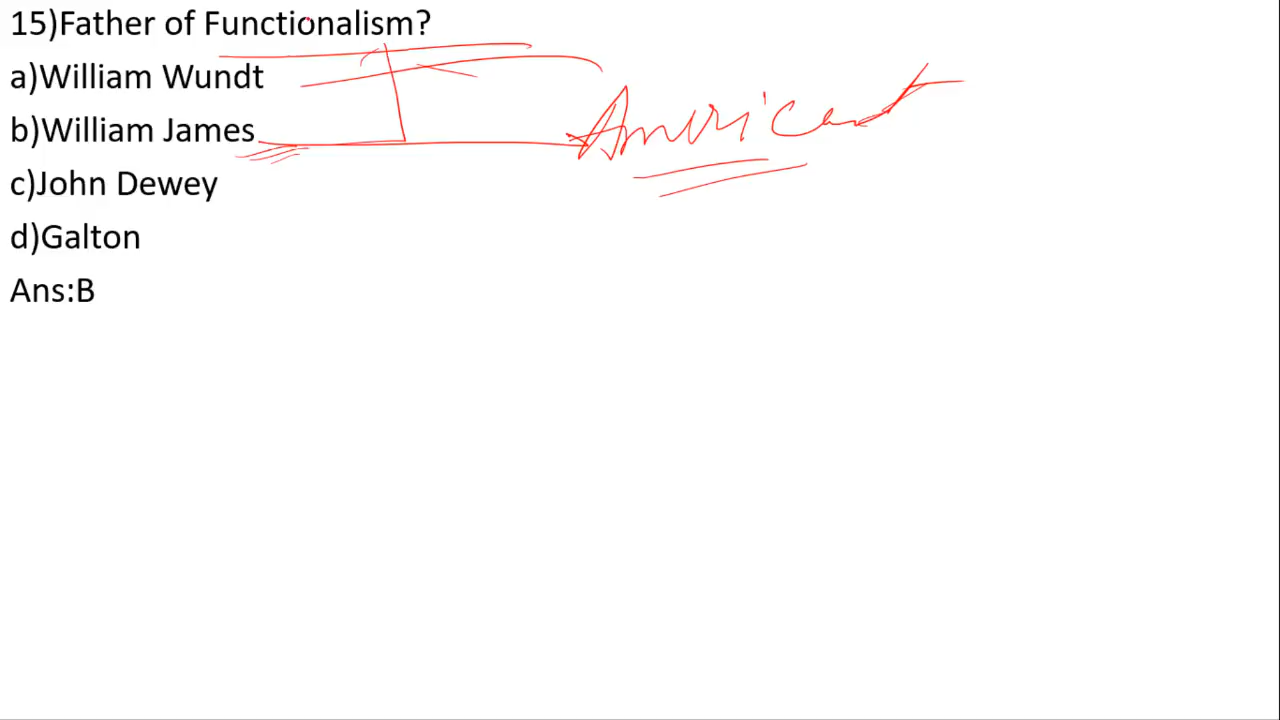 15)Father of Functionalism?
a)William Wundt
b)William James
American
c)John Dewey
d)Galton
Ans:B